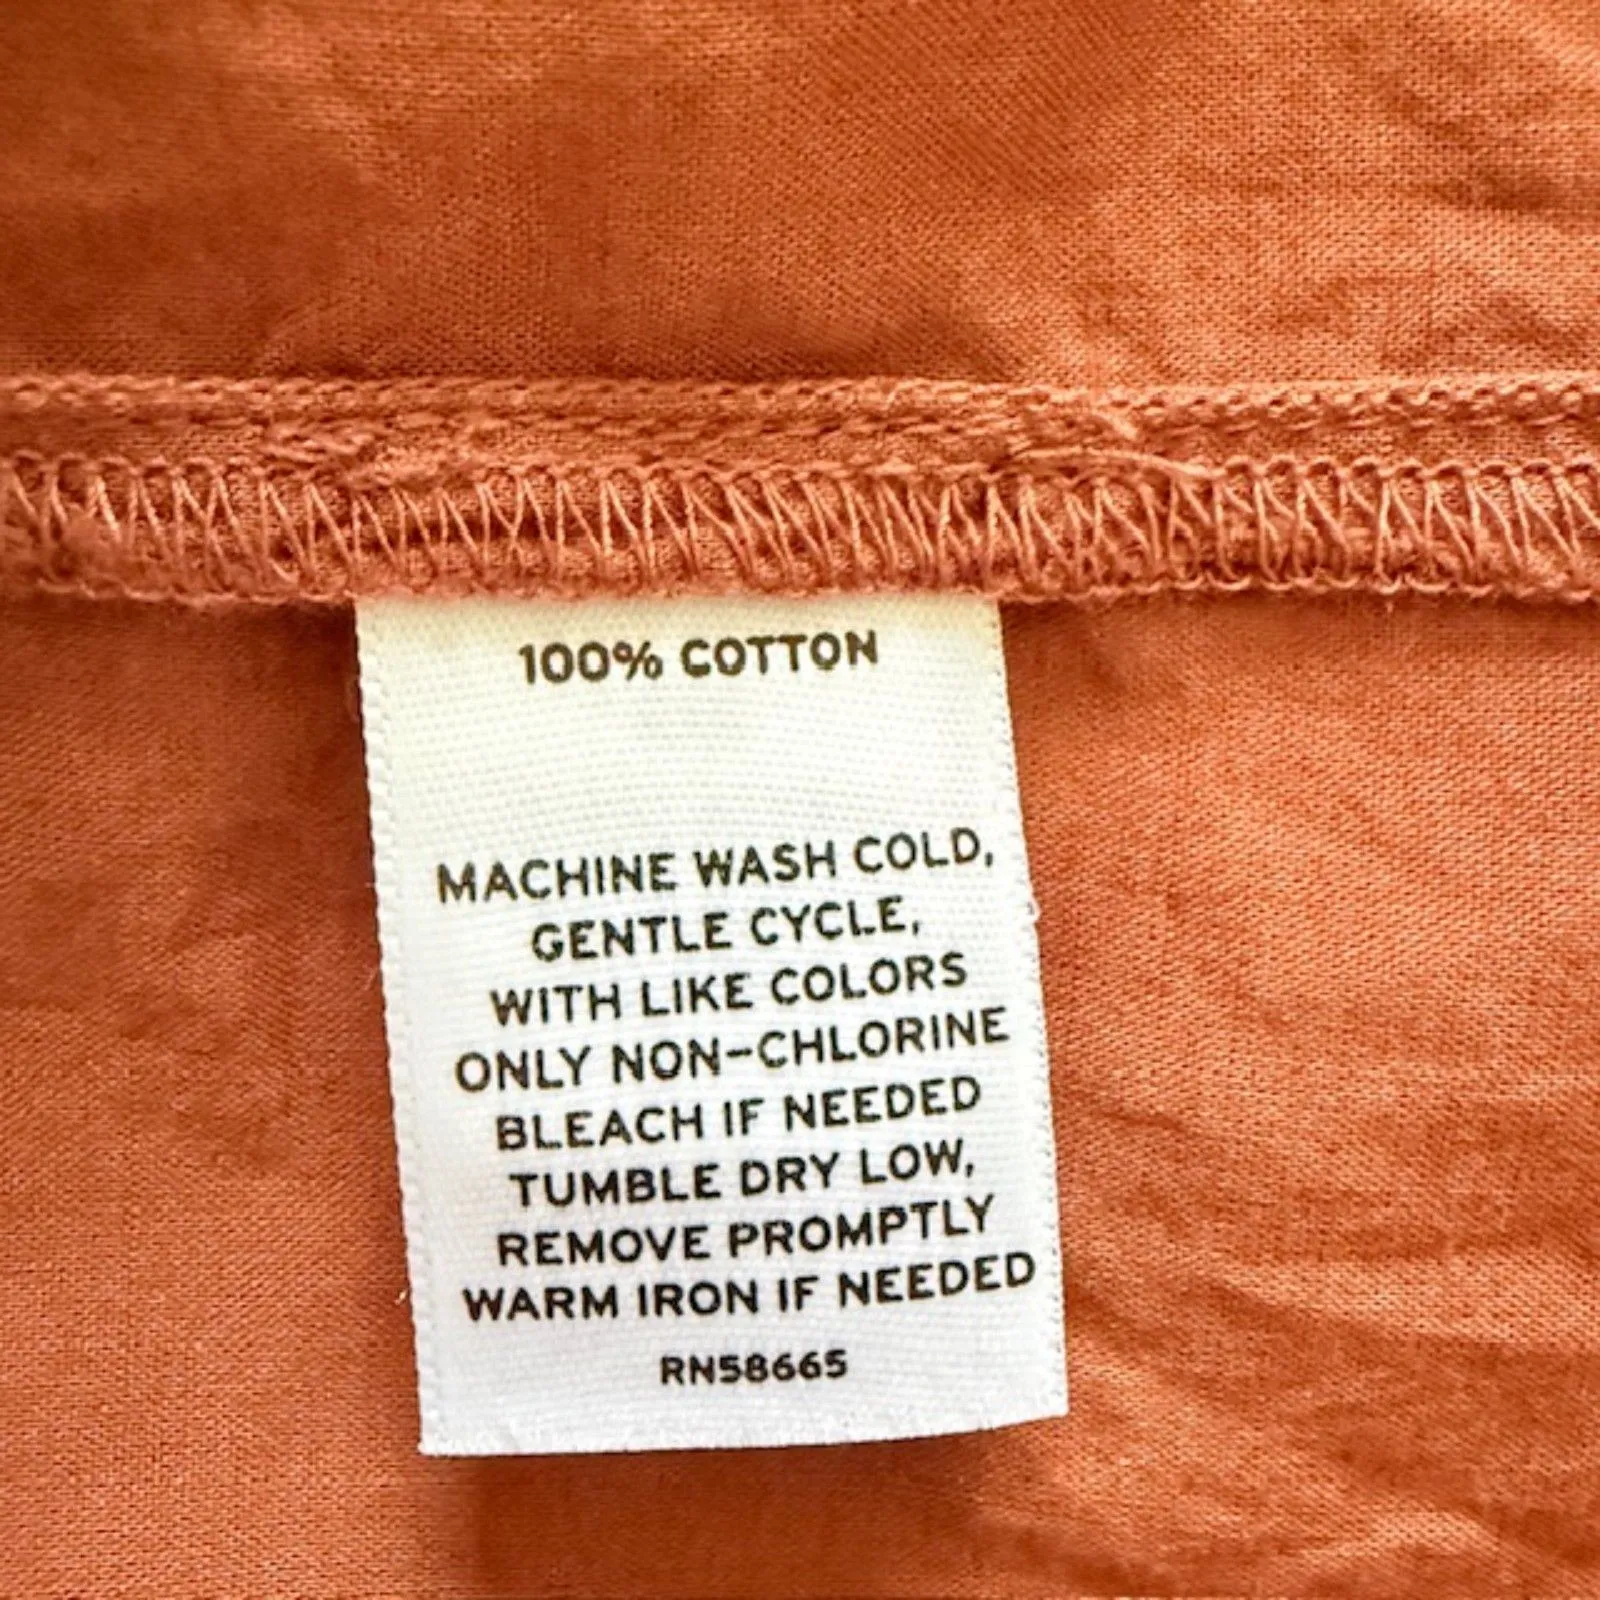 100% COTTON
MACHINE WASH COLD,
GENTLE CYCLE,
WITH LIKE COLORS
ONLY NON-CHLORINE
BLEACH IF NEEDED
TUMBLE DRY LOW,
REMOVE PROMPTLY
WARM IRON IF NEEDED
RN58665